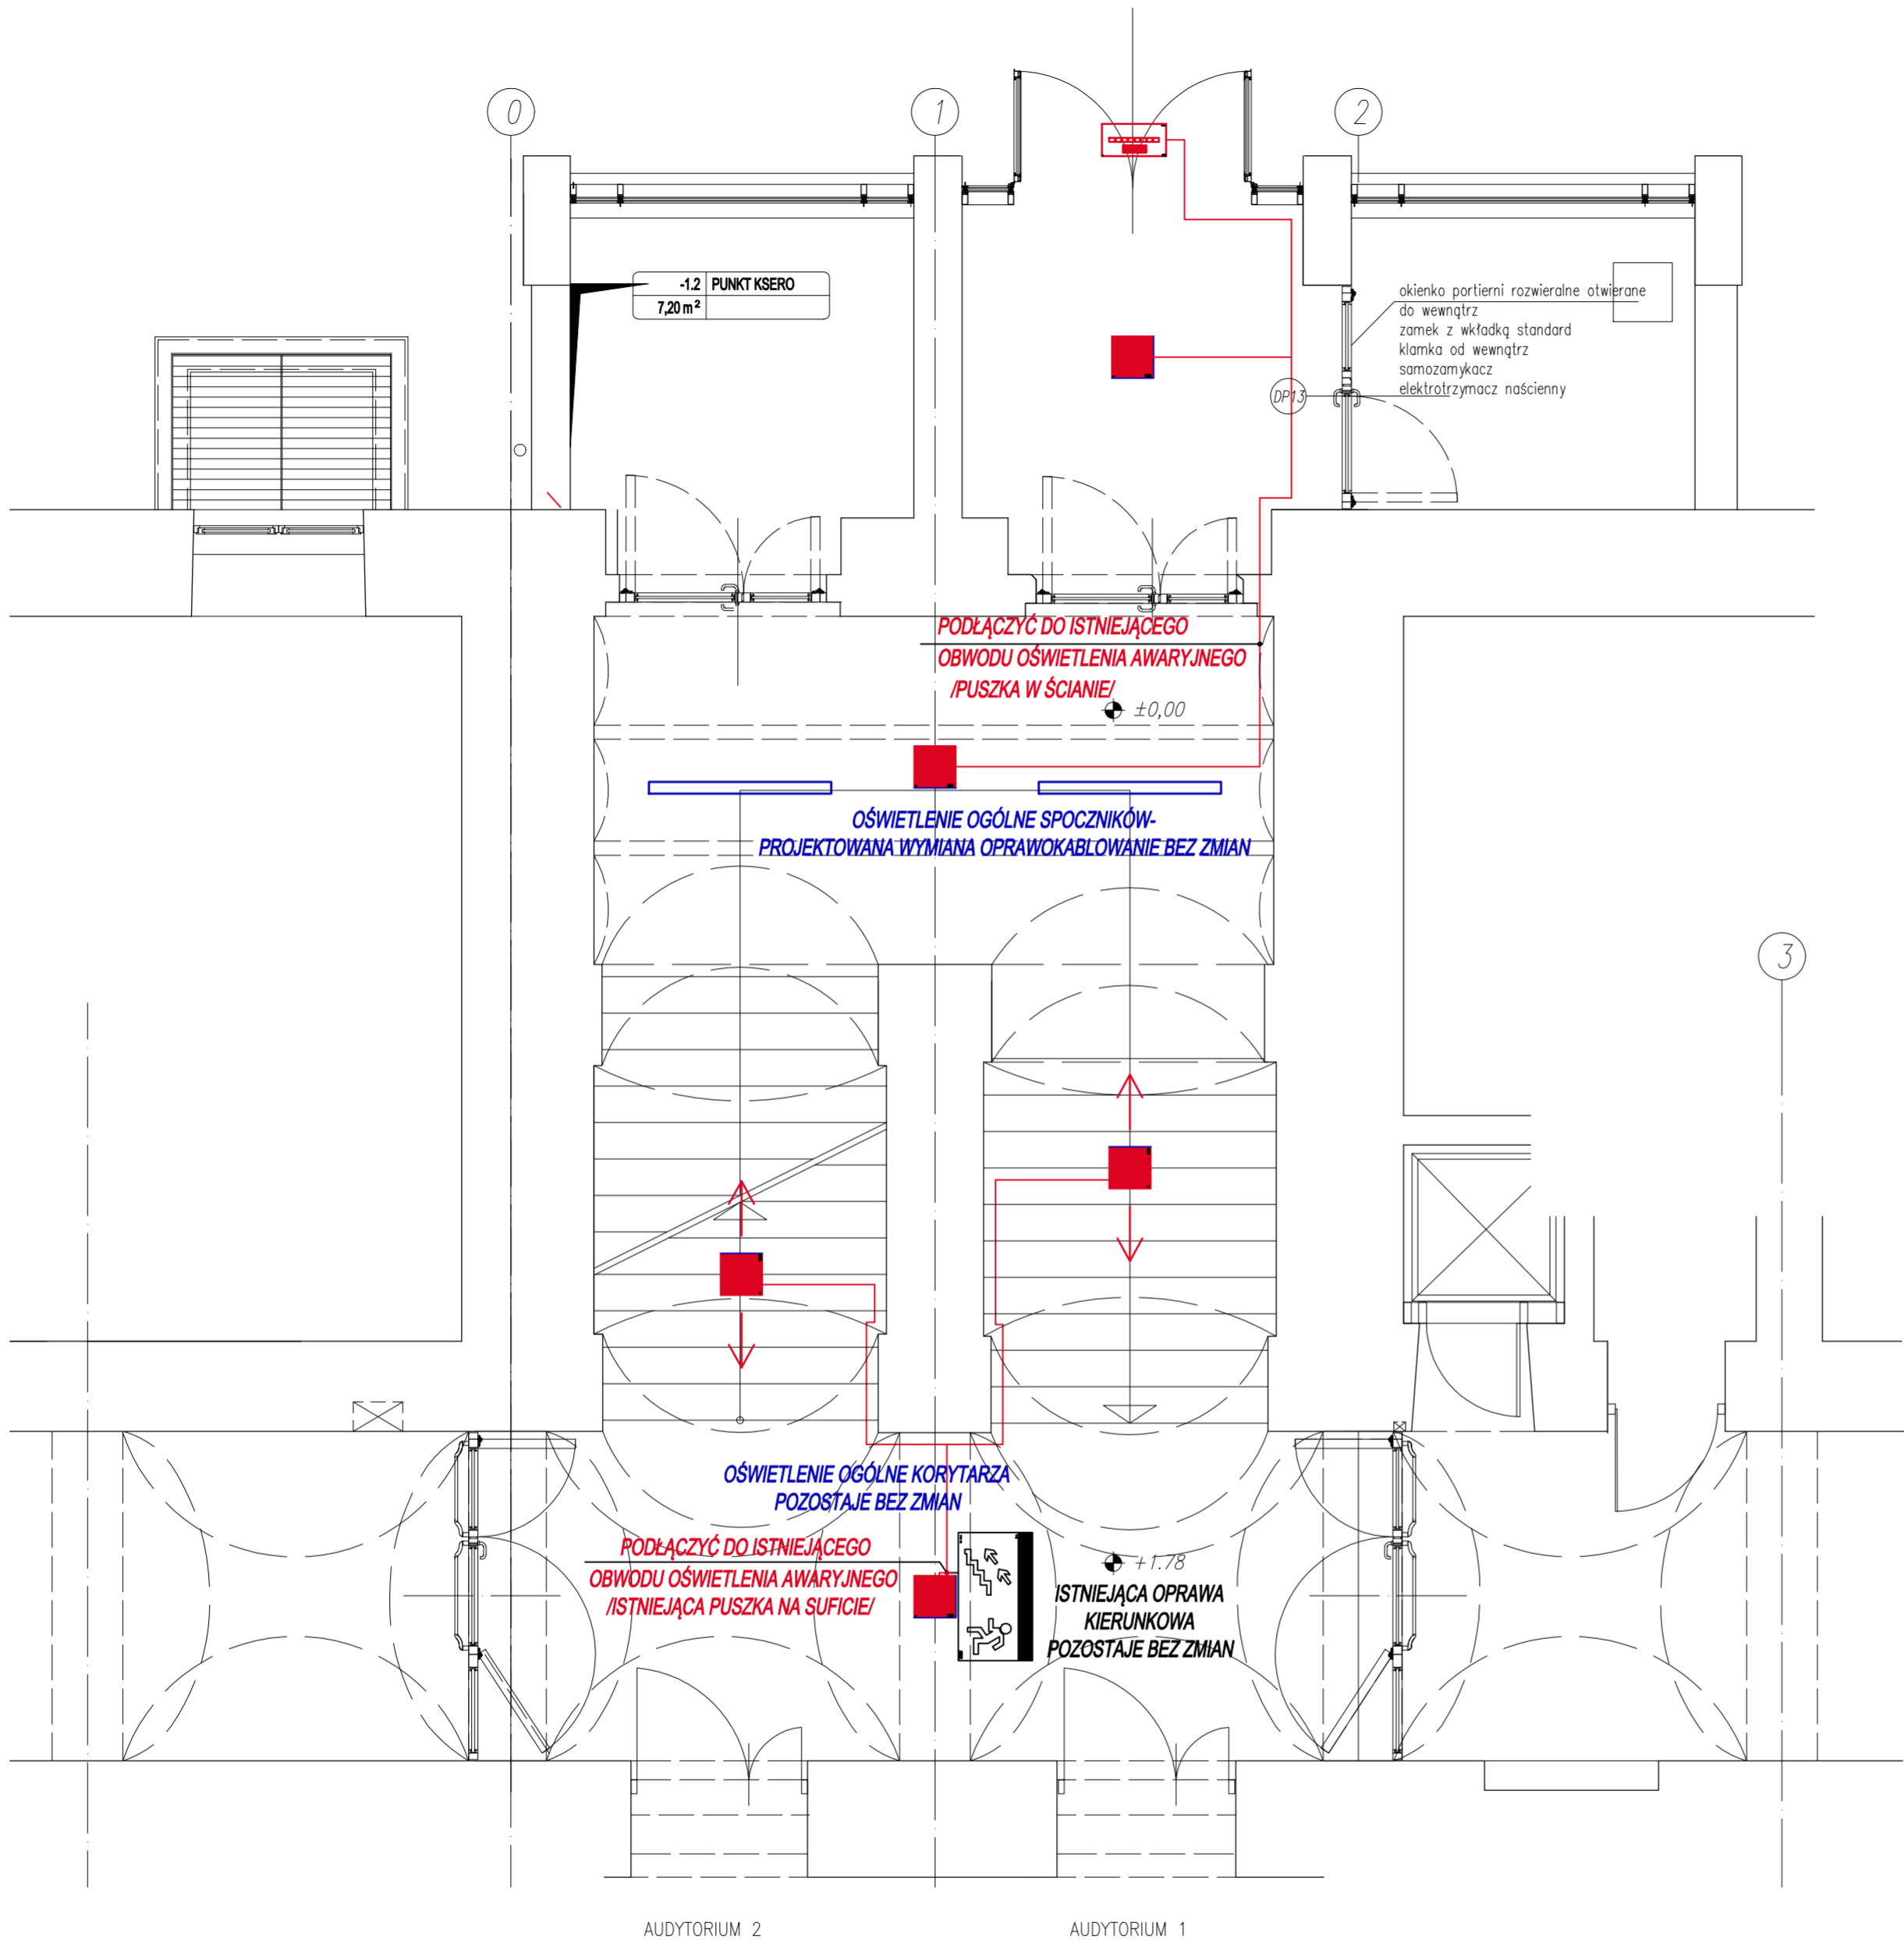 0
1
2
-1.2 PUNKT KSERO
7,20 m²
okienko portierni rozwieralne otwierane
do wewnątrz
zamek z wkładką standard
klamka od wewnątrz
samozamykacz
elektrotrzymacz naścienny
DP13
PODŁĄCZYĆ DO ISTNIEJĄCEGO
OBWODU OŚWIETLENIA AWARYJNEGO
/PUSZKA W ŚCIANIE/
±0,00
OŚWIETLENIE OGÓLNE SPOCZNIKÓW-
PROJEKTOWANA WYMIANA OPRAWOKABLOWANIE BEZ ZMIAN
3
OŚWIETLENIE OGÓLNE KORYTARZA
POZOSTAJE BEZ ZMIAN
PODŁĄCZYĆ DO ISTNIEJĄCEGO
OBWODU OŚWIETLENIA AWARYJNEGO
/ISTNIEJĄCA PUSZKA NA SUFICIE/
+1.78
ISTNIEJĄCA OPRAWA
KIERUNKOWA
POZOSTAJE BEZ ZMIAN
AUDYTORIUM 2
AUDYTORIUM 1